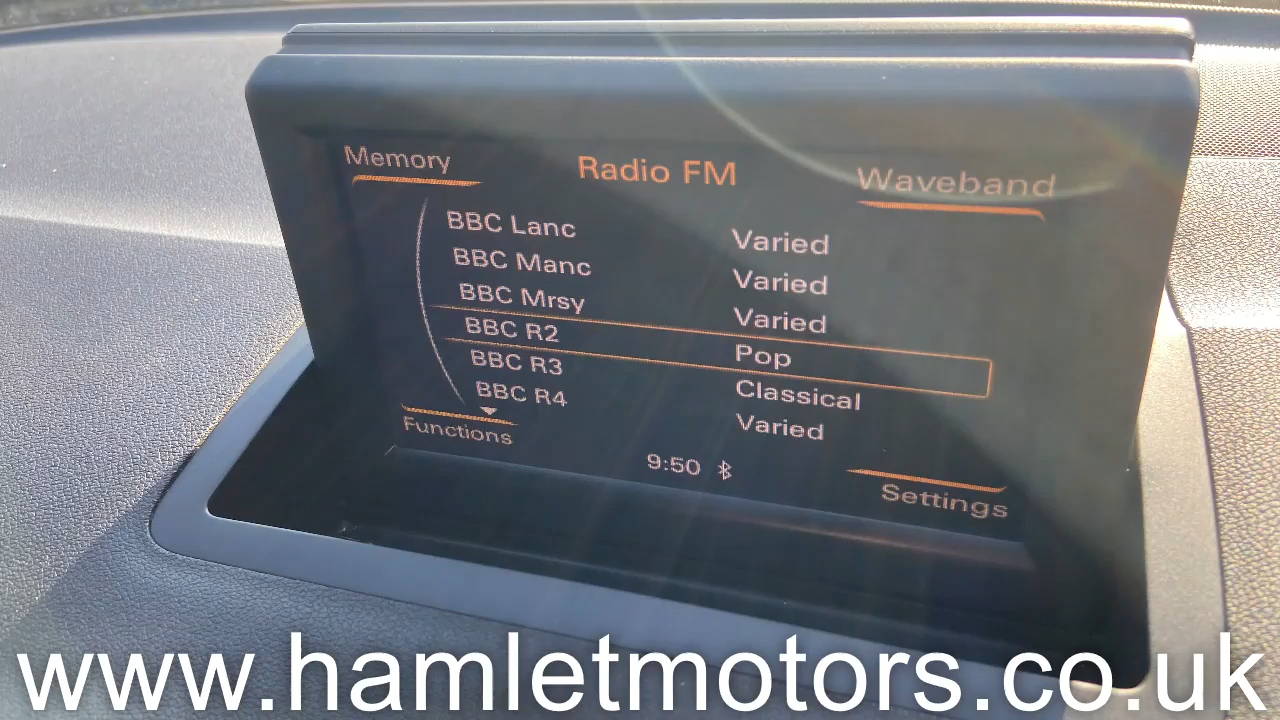 Memory Radio FM Waveband
BBC Lanc Varied
BBC Manc Varied
BBC Mrsy Varied
BBC R2 Pop
BBC R3 Classical
BBC R4 Varied
Functions 9:50 Settings
www.hamletmotors.co.uk